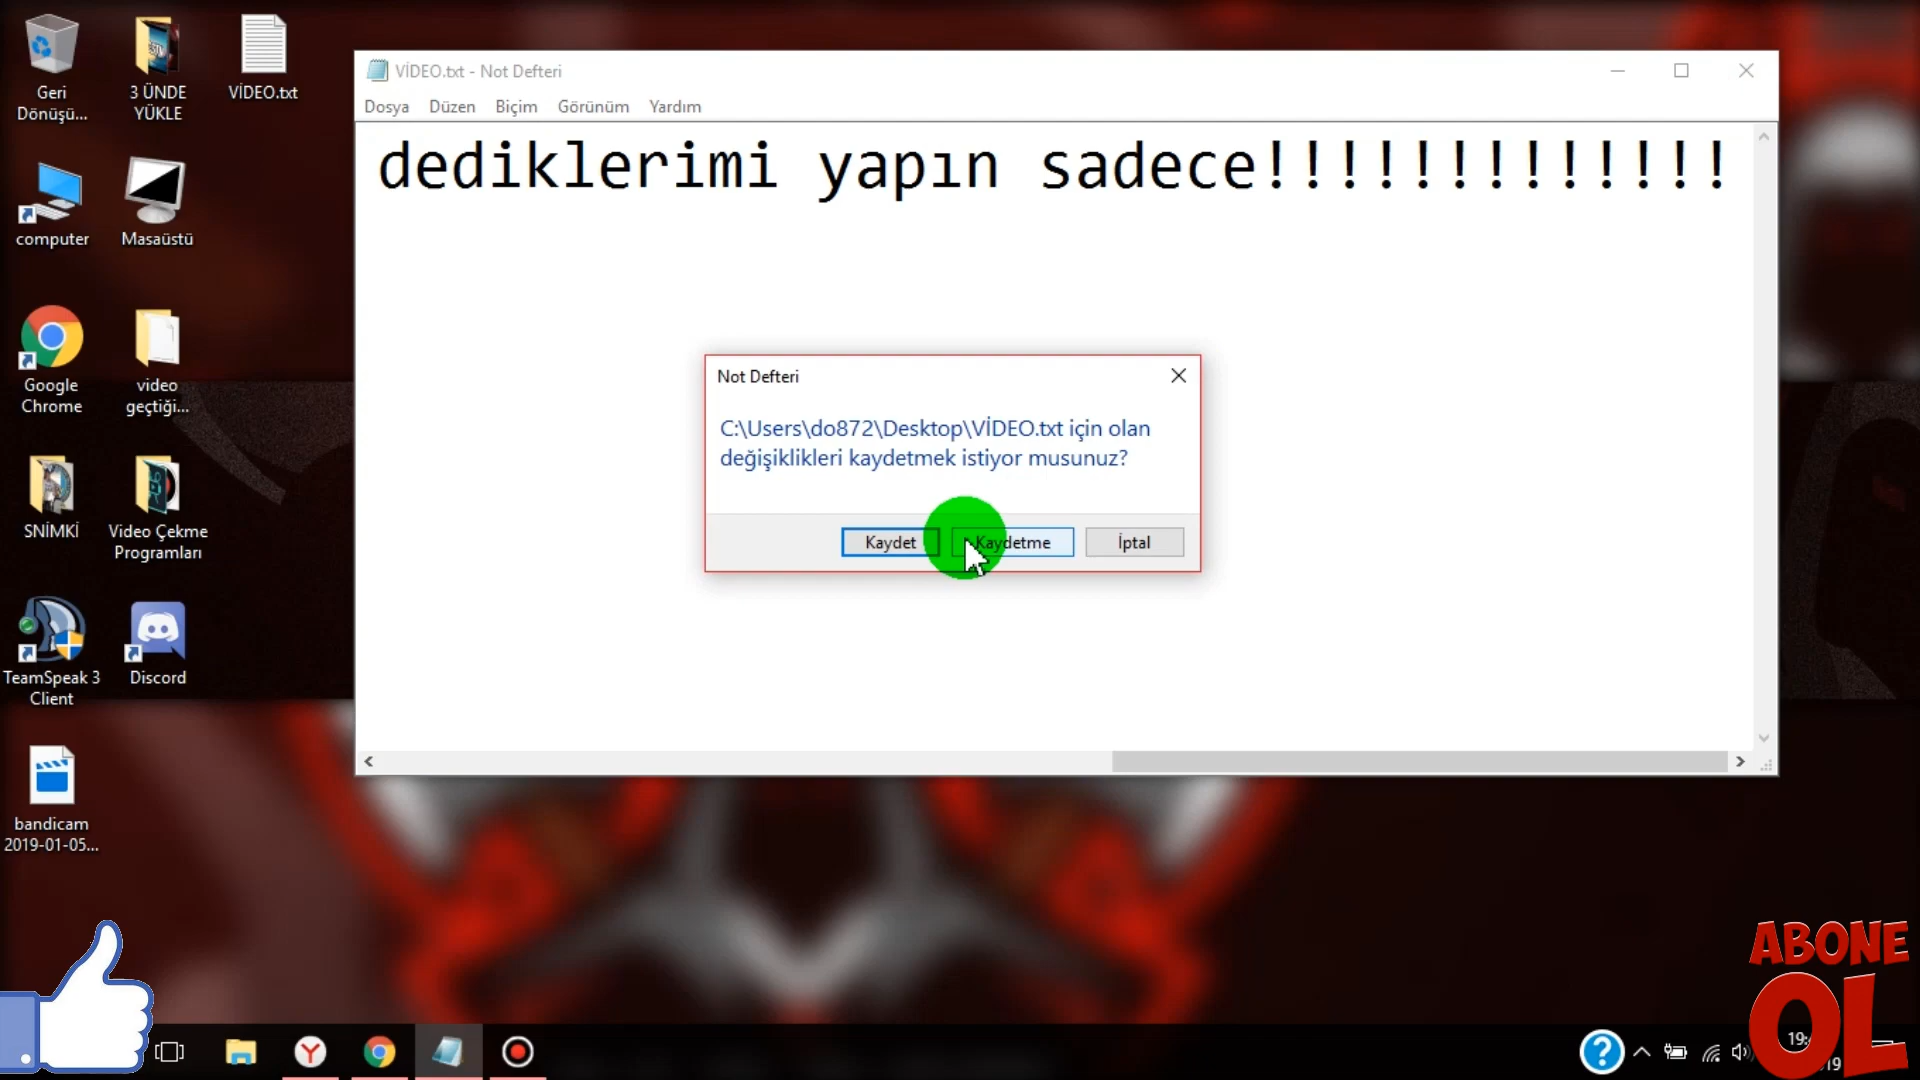 Geri
Dönüşü...
3 ÜNDE
YÜKLE
VİDEO.txt
computer
Masaüstü
Google
Chrome
video
geçtiği...
SNİMKİ
Video Çekme
Programları
TeamSpeak 3
Client
Discord
bandicam
2019-01-05...
VİDEO.txt - Not Defteri
Dosya Düzen Biçim Görünüm Yardım
dediklerimi yapın sadece!!!!!!!!!!!!!
Not Defteri
C:\Users\do872\Desktop\VİDEO.txt için olan
değişiklikleri kaydetmek istiyor musunuz?
Kaydet Kaydetme İptal
ABONE
OL